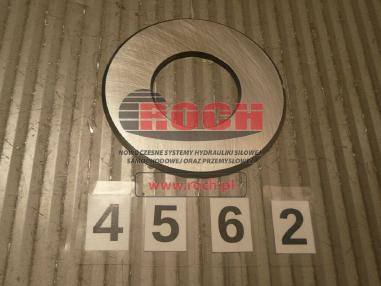 ROCH
NOWOCZESNE SYSTEMY HYDRAULIKI SIŁOWEJ
SAMOCHODOWEJ ORAZ PRZEMYSŁOWEJ
www.roch.pl
4 5 6 2